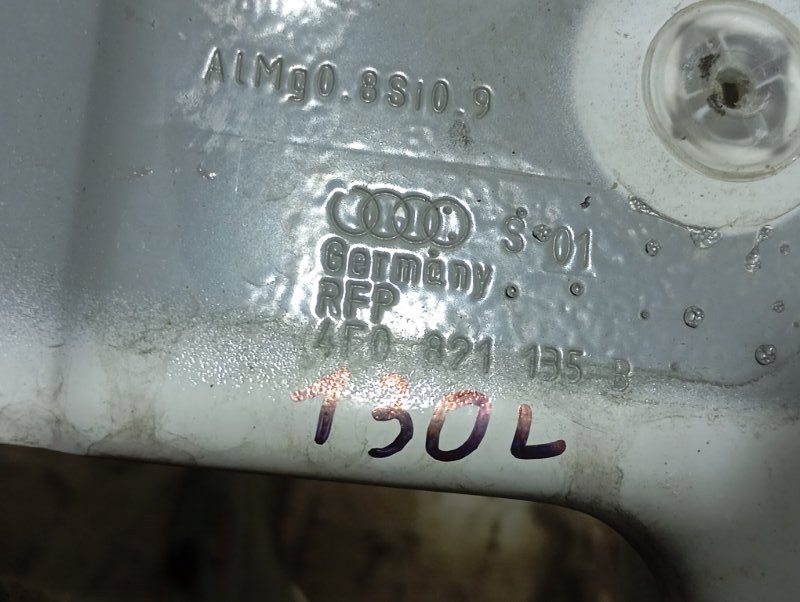 AlMg0.8Si0.9
S 01
Germany
RFP
4F0 821 135 B
130L